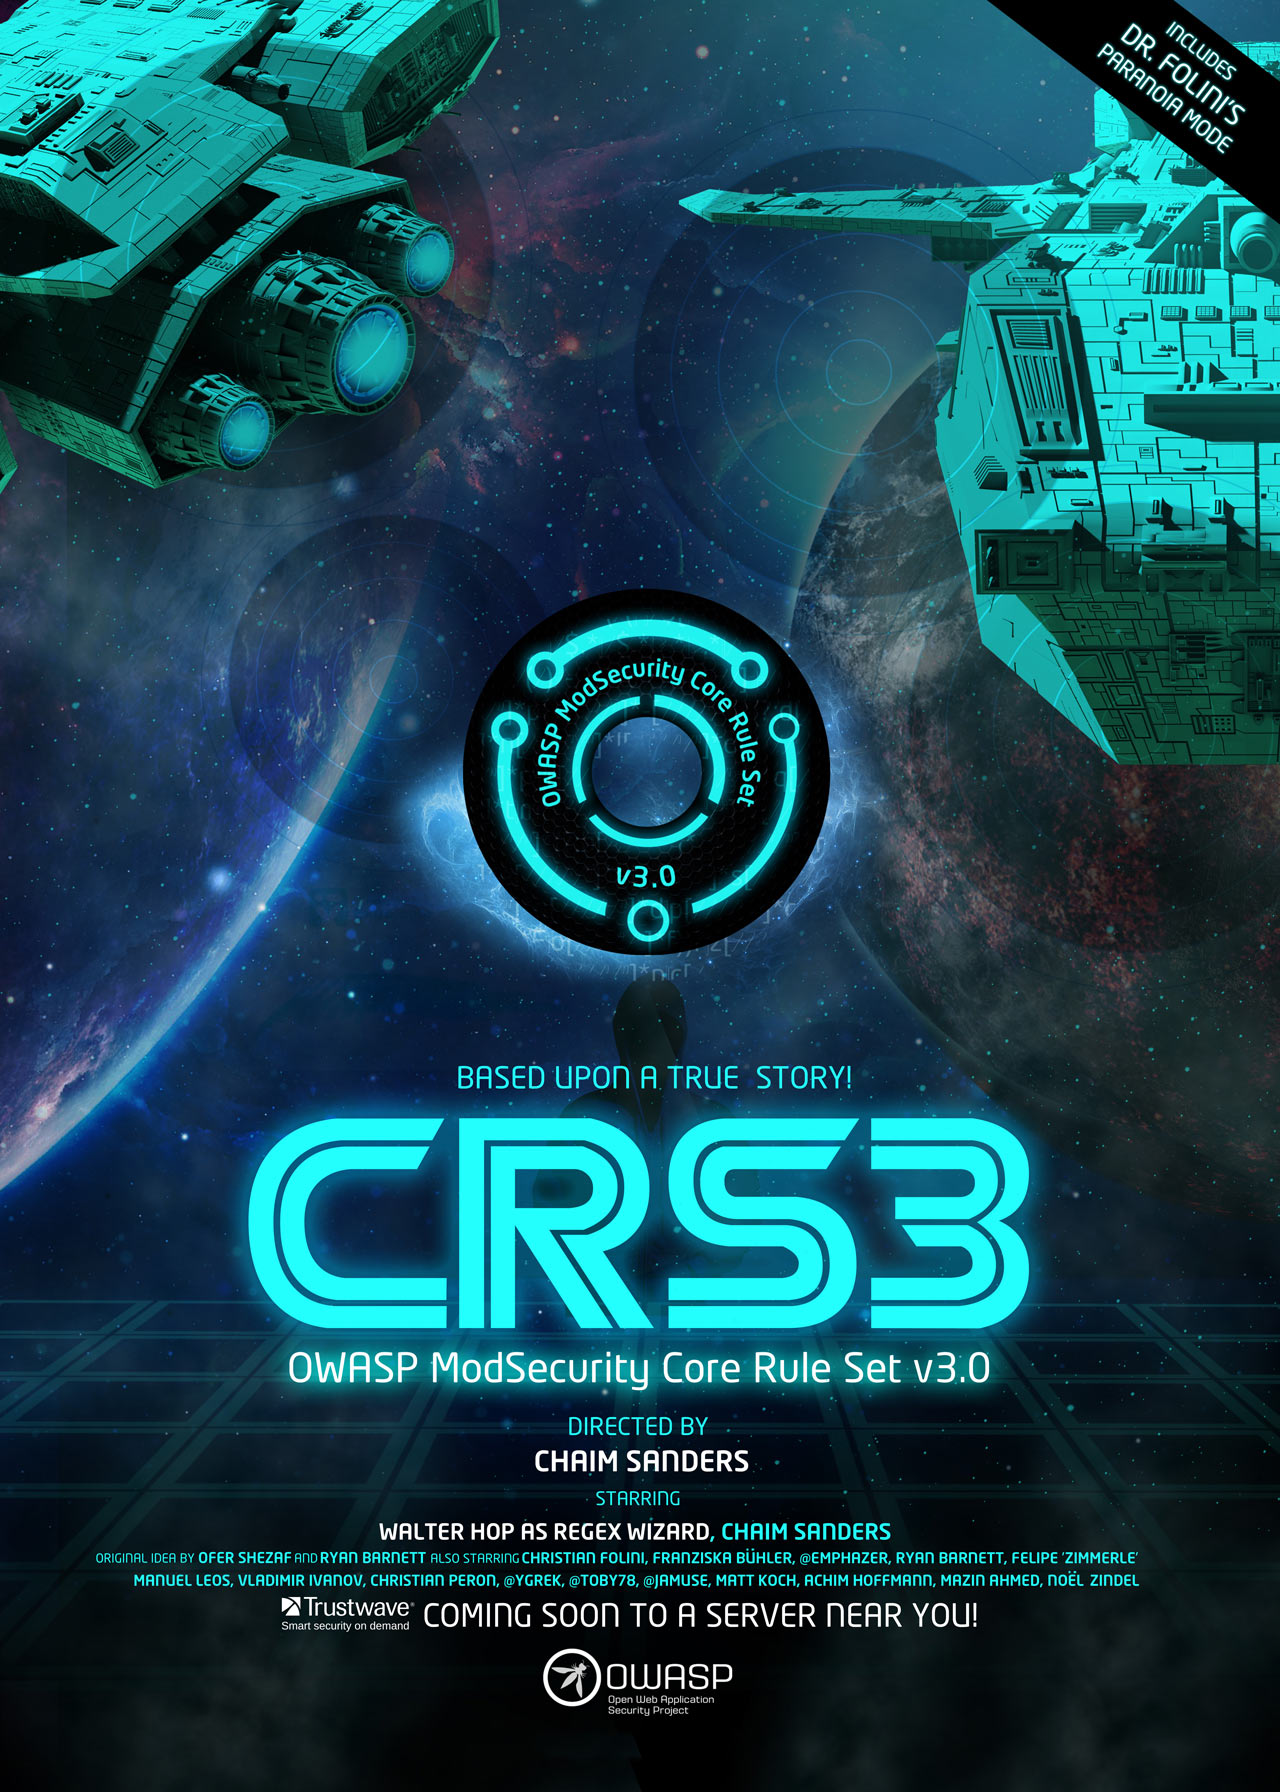 INCLUDES
DR. FOLINI'S
PARANOIA MODE
OWASP ModSecurity Core Rule Set
v3.0
BASED UPON A TRUE STORY!
CRS3
OWASP ModSecurity Core Rule Set v3.0
DIRECTED BY
CHAIM SANDERS
STARRING
WALTER HOP AS REGEX WIZARD, CHAIM SANDERS
ORIGINAL IDEA BY OFER SHEZAF AND RYAN BARNETT ALSO STARRING CHRISTIAN FOLINI, FRANZISKA BÜHLER, @EMPHAZER, RYAN BARNETT, FELIPE 'ZIMMERLE'
MANUEL LEOS, VLADIMIR IVANOV, CHRISTIAN PERON, @YGREK, @TOBY78, @JAMUSE, MATT KOCH, ACHIM HOFFMANN, MAZIN AHMED, NOËL ZINDEL
Trustwave®
Smart security on demand
COMING SOON TO A SERVER NEAR YOU!
OWASP
Open Web Application
Security Project